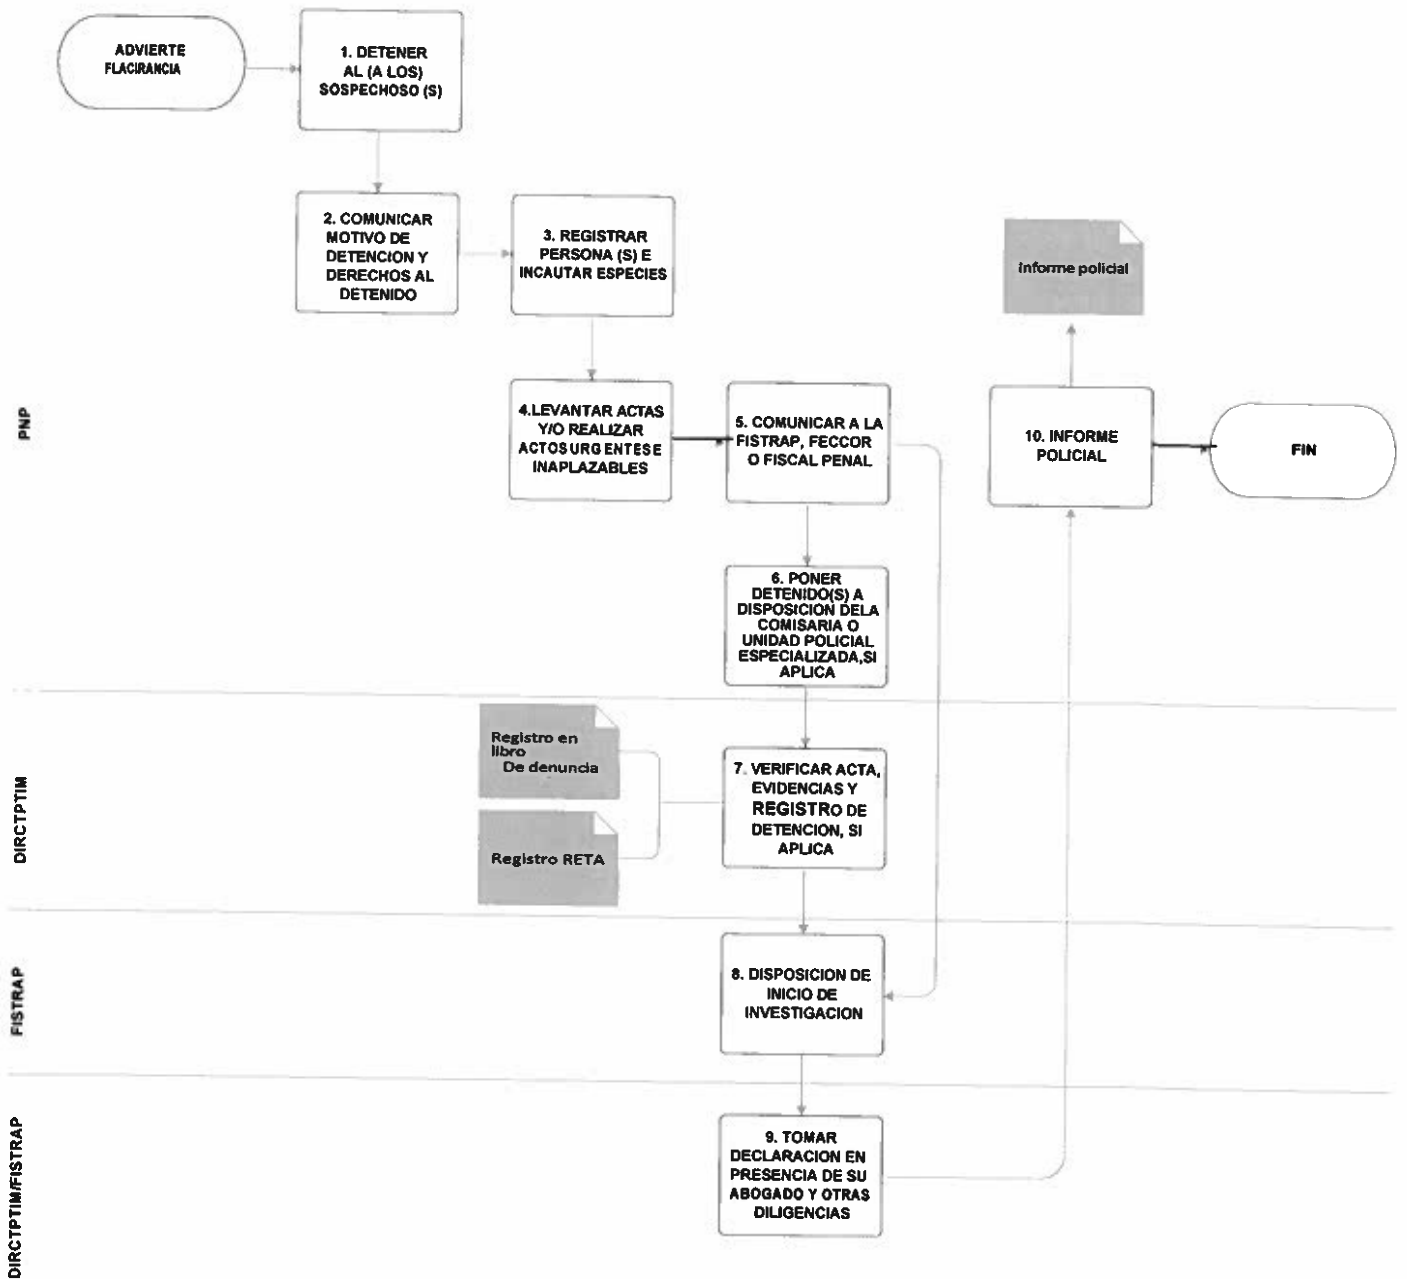 ADVIERTE
FLACIRANCIA
1. DETENER
AL (A LOS)
SOSPECHOSO (S)
2. COMUNICAR
MOTIVO DE
DETENCION Y
DERECHOS AL
DETENIDO
3. REGISTRAR
PERSONA (S) E
INCAUTAR ESPECIES
Informe policial
PNP
4.LEVANTAR ACTAS
Y/O REALIZAR
ACTOSURGENTESE
INAPLAZABLES
5. COMUNICAR A LA
FISTRAP, FECCOR
O FISCAL PENAL
10. INFORME
POLICIAL
FIN
6. PONER
DETENIDO(S) A
DISPOSICION DELA
COMISARIA O
UNIDAD POLICIAL
ESPECIALIZADA,SI
APLICA
DIRCTPTIM
Registro en
libro
De denuncia
Registro RETA
7. VERIFICAR ACTA,
EVIDENCIAS Y
REGISTRO DE
DETENCION, SI
APLICA
FISTRAP
8. DISPOSICION DE
INICIO DE
INVESTIGACION
DIRCTPTIM/FISTRAP
9. TOMAR
DECLARACION EN
PRESENCIA DE SU
ABOGADO Y OTRAS
DILIGENCIAS